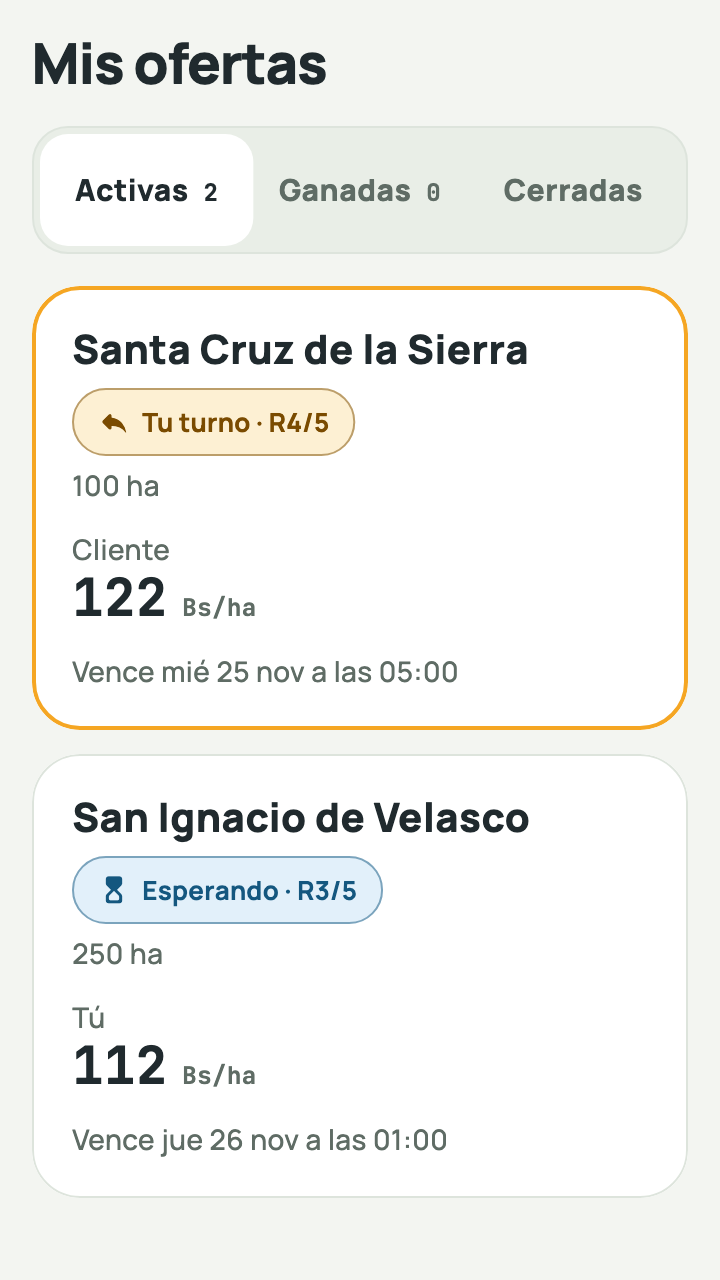 Mis ofertas
Activas 2 Ganadas 0 Cerradas
Santa Cruz de la Sierra
Tu turno · R4/5
100 ha
Cliente
122 Bs/ha
Vence mié 25 nov a las 05:00
San Ignacio de Velasco
Esperando · R3/5
250 ha
Tú
112 Bs/ha
Vence jue 26 nov a las 01:00